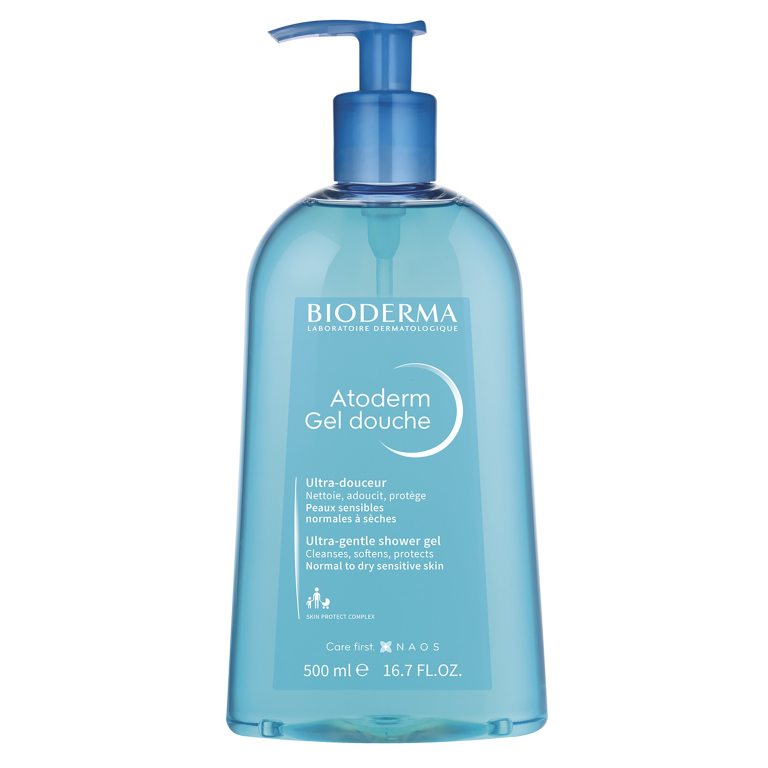 BIODERMA
LABORATOIRE DERMATOLOGIQUE
Atoderm
Gel douche
Ultra-douceur
Nettoie, adoucit, protège
Peaux sensibles
normales à sèches
Ultra-gentle shower gel
Cleanses, softens, protects
Normal to dry sensitive skin
SKIN PROTECT COMPLEX
Care first. NAOS
500 ml ℮ 16.7 FL.OZ.